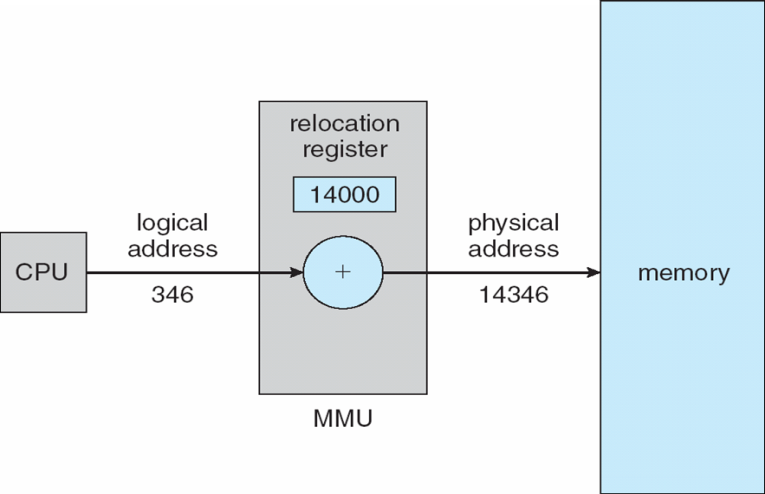 relocation
register
14000
logical
address
physical
address
CPU
+
memory
346
14346
MMU